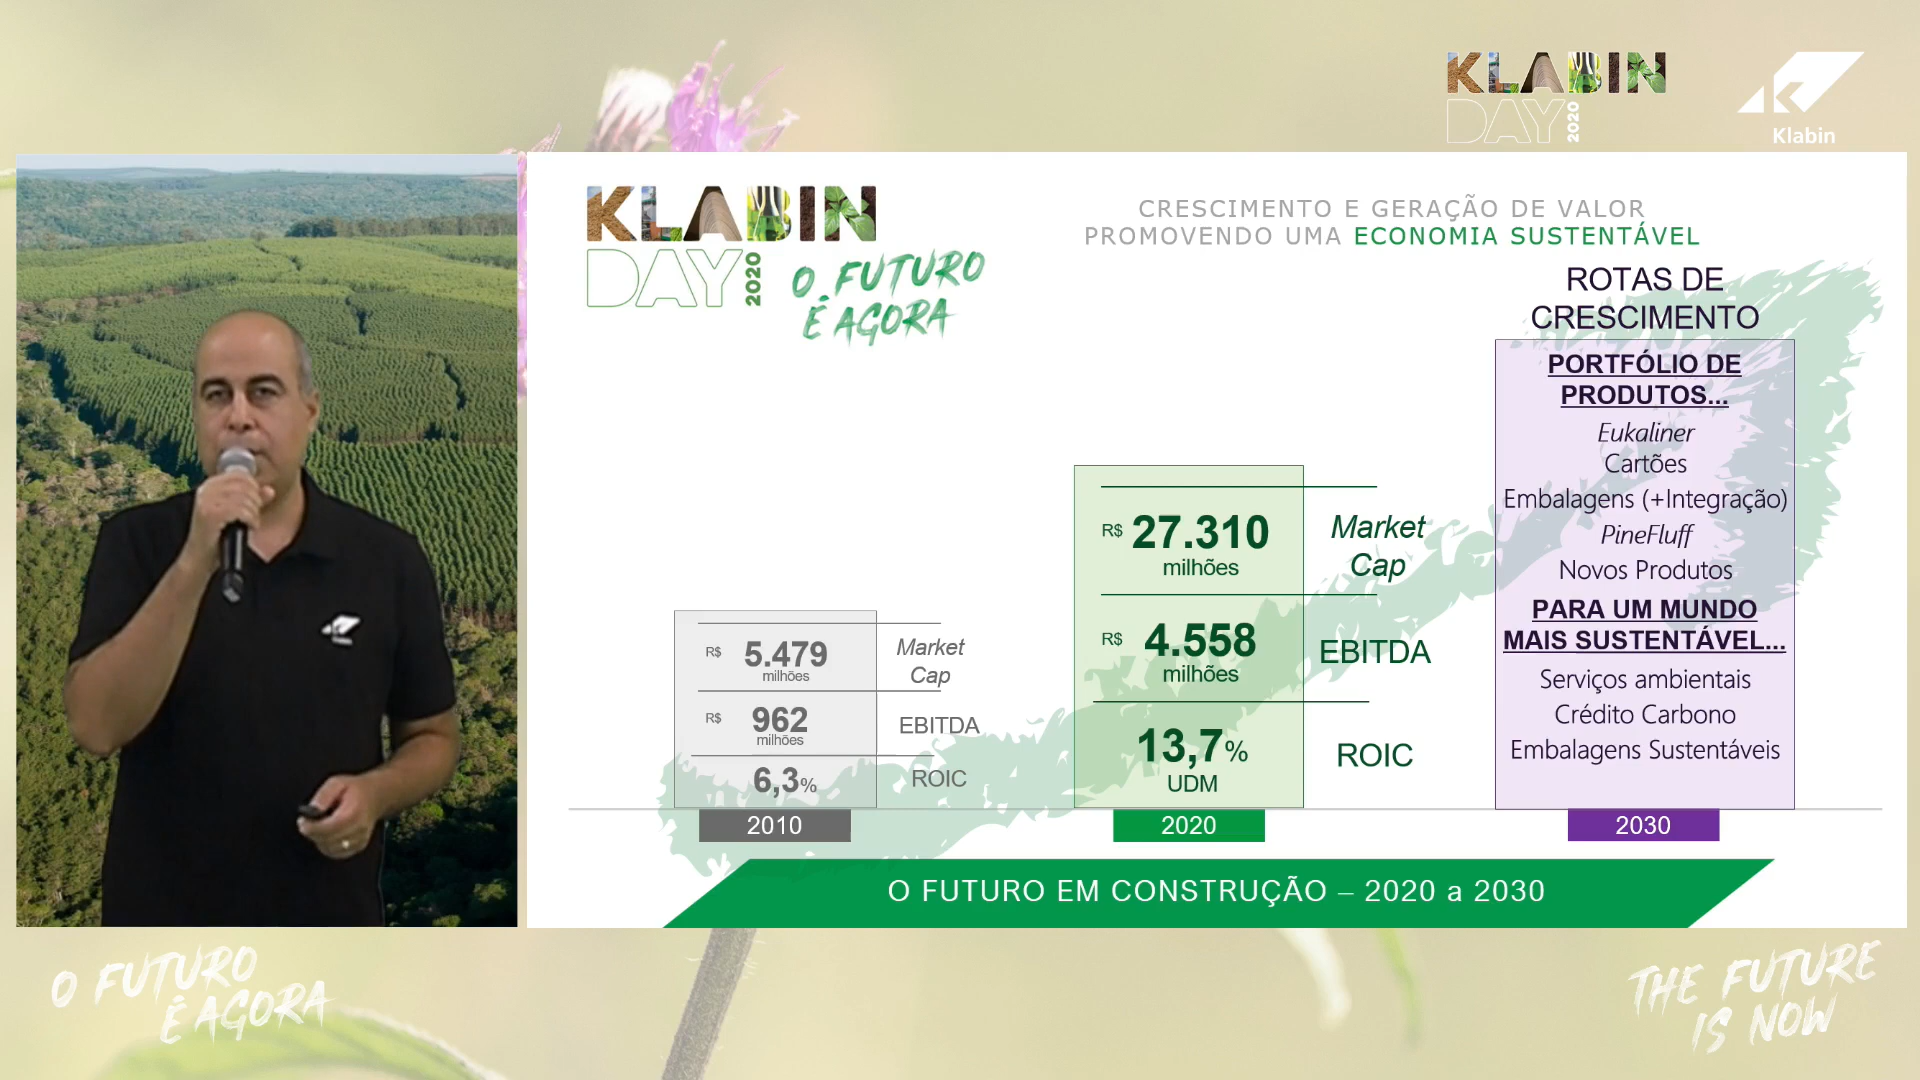 KLABIN
DAY 2020
Klabin
KLABIN
DAY 2020
O FUTURO
É AGORA
CRESCIMENTO E GERAÇÃO DE VALOR
PROMOVENDO UMA ECONOMIA SUSTENTÁVEL
ROTAS DE
CRESCIMENTO
PORTFÓLIO DE
PRODUTOS...
Eukaliner
Cartões
Embalagens (+Integração)
PineFluff
Novos Produtos
PARA UM MUNDO
MAIS SUSTENTÁVEL...
Serviços ambientais
Crédito Carbono
Embalagens Sustentáveis
2030
R$ 27.310
milhões
Market
Cap
R$ 4.558
milhões
EBITDA
13,7%
UDM
ROIC
2020
R$ 5.479
milhões
Market
Cap
R$ 962
milhões
EBITDA
6,3%
ROIC
2010
O FUTURO EM CONSTRUÇÃO – 2020 a 2030
O FUTURO
É AGORA
THE FUTURE
IS NOW